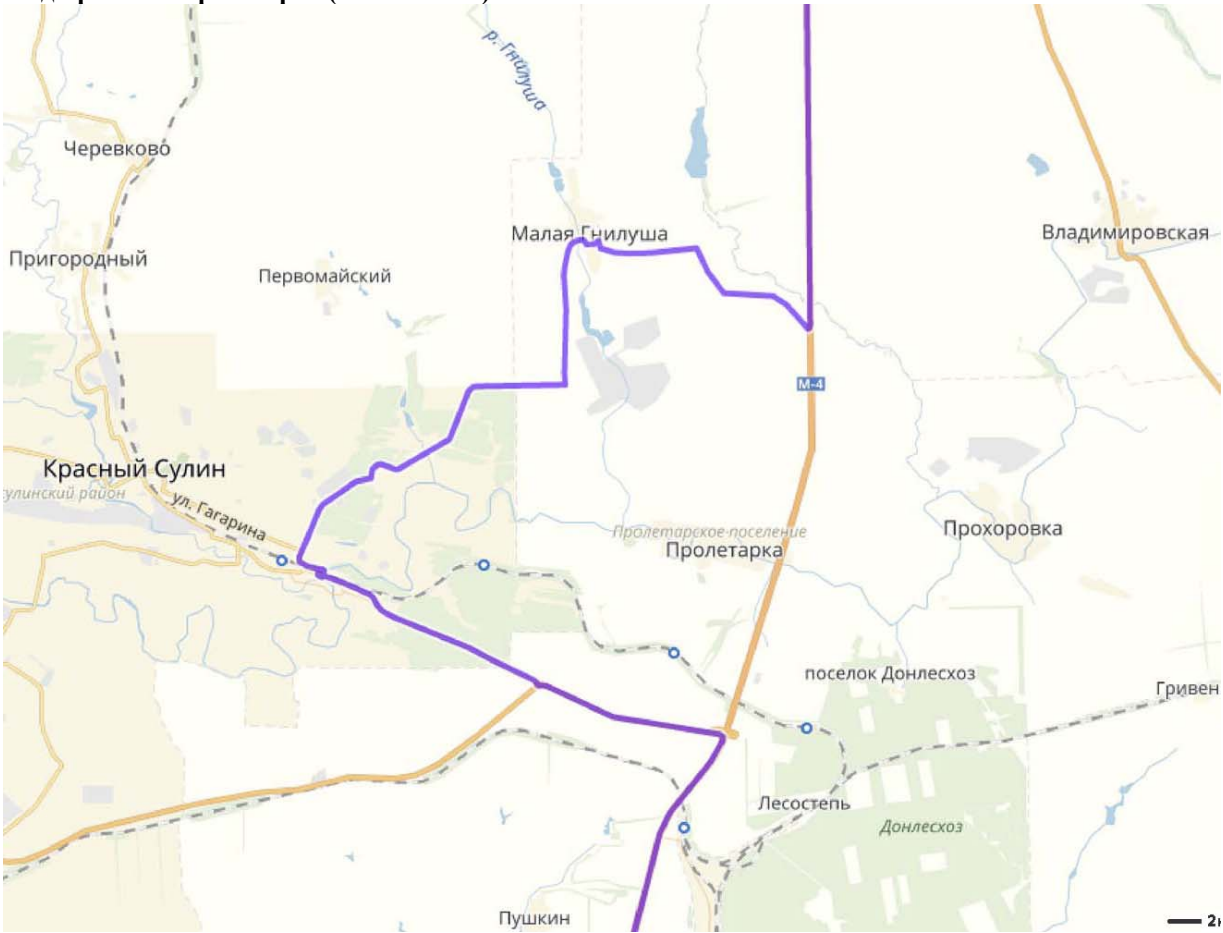 р. Гнилуша
Черевково
Малая Гнилуша
Владимировская
Пригородный
Первомайский
М-4
Красный Сулин
сулинский район
ул. Гагарина
Пролетарское поселение
Прохоровка
Пролетарка
поселок Донлесхоз
Гривен
Лесостепь
Донлесхоз
Пушкин